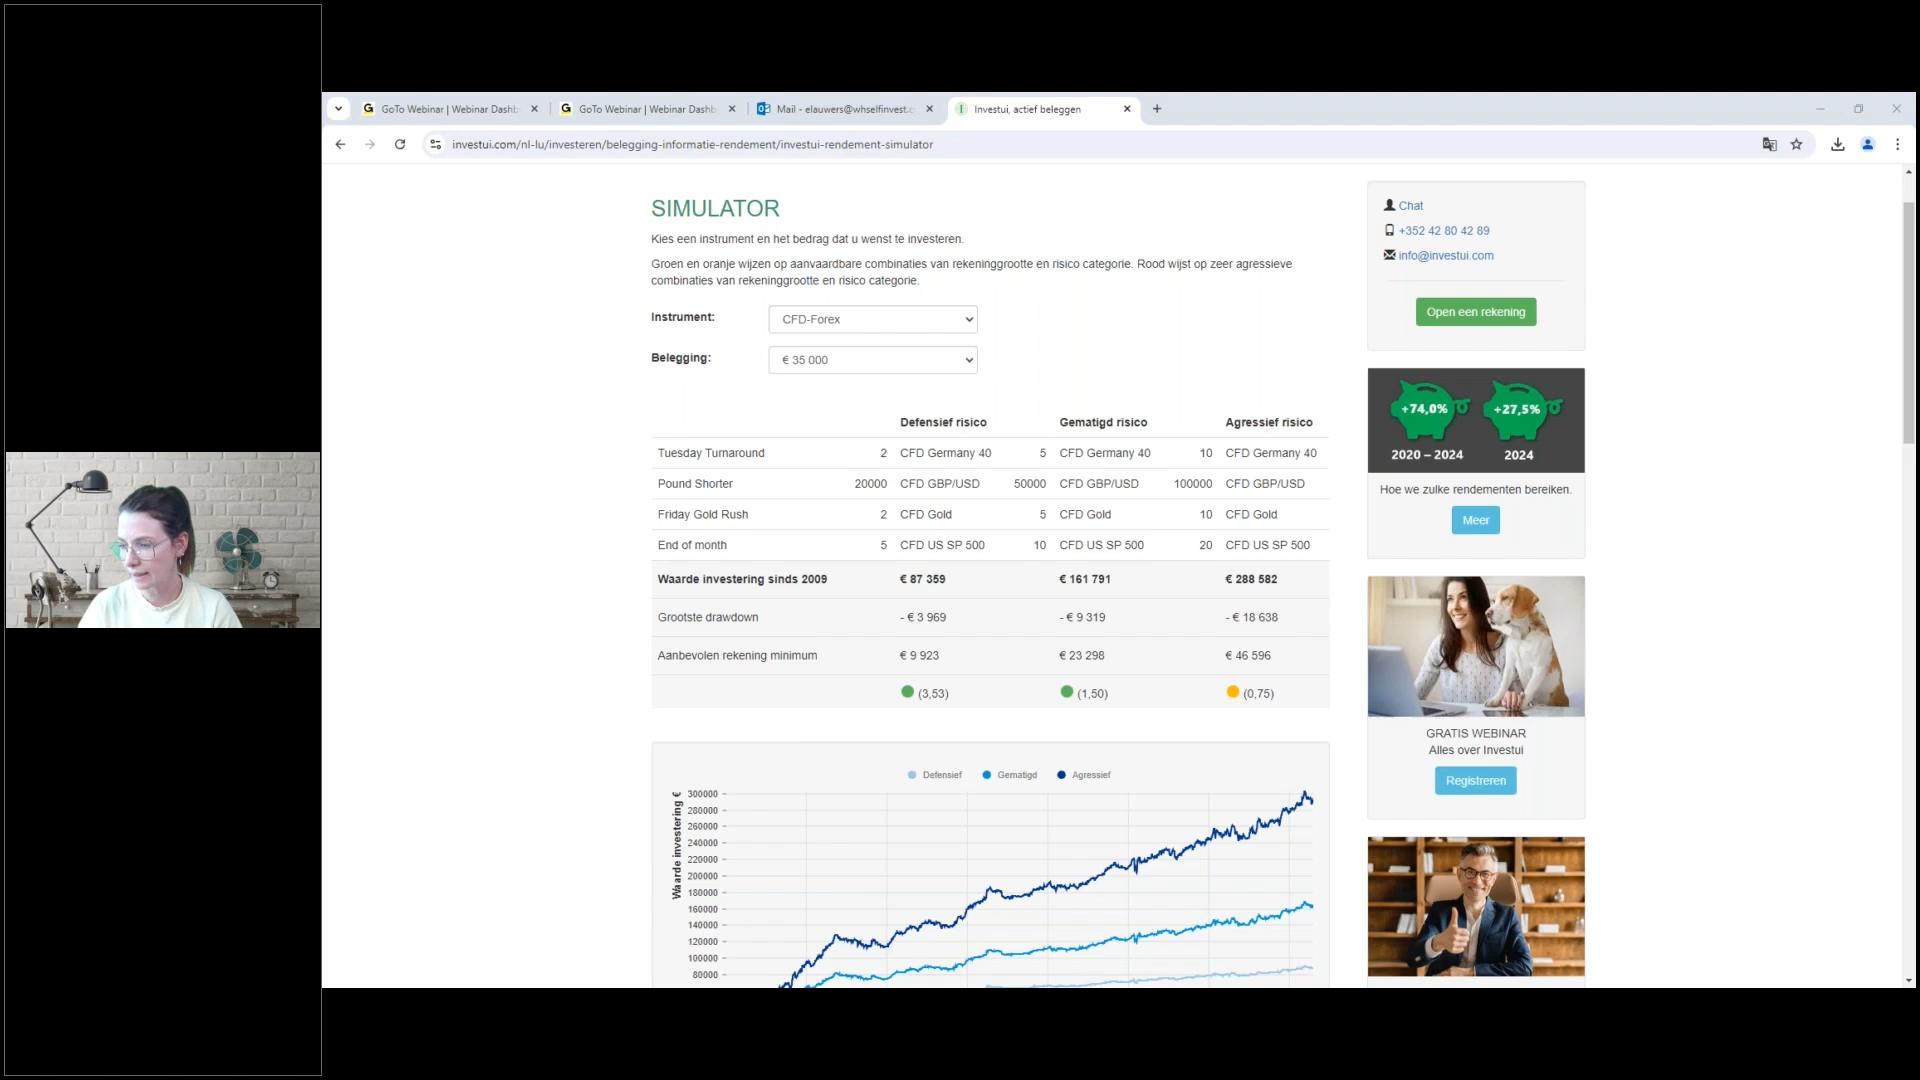 GoTo Webinar | Webinar Dashb
GoTo Webinar | Webinar Dashb
Mail - elauwers@whselfinvest.c
Investui, actief beleggen
investui.com/nl-lu/investeren/belegging-informatie-rendement/investui-rendement-simulator
SIMULATOR
Kies een instrument en het bedrag dat u wenst te investeren.
Groen en oranje wijzen op aanvaardbare combinaties van rekeninggrootte en risico categorie. Rood wijst op zeer agressieve
combinaties van rekeninggrootte en risico categorie.
Instrument: CFD-Forex
Belegging: € 35 000
Defensief risico Gematigd risico Agressief risico
Tuesday Turnaround 2 CFD Germany 40 5 CFD Germany 40 10 CFD Germany 40
Pound Shorter 20000 CFD GBP/USD 50000 CFD GBP/USD 100000 CFD GBP/USD
Friday Gold Rush 2 CFD Gold 5 CFD Gold 10 CFD Gold
End of month 5 CFD US SP 500 10 CFD US SP 500 20 CFD US SP 500
Waarde investering sinds 2009 € 87 359 € 161 791 € 288 582
Grootste drawdown - € 3 969 - € 9 319 - € 18 638
Aanbevolen rekening minimum € 9 923 € 23 298 € 46 596
(3,53) (1,50) (0,75)
Defensief Gematigd Agressief
Waarde investering €
300000
280000
260000
240000
220000
200000
180000
160000
140000
120000
100000
80000
Chat
+352 42 80 42 89
info@investui.com
Open een rekening
+74,0% +27,5%
2020 – 2024 2024
Hoe we zulke rendementen bereiken.
Meer
GRATIS WEBINAR
Alles over Investui
Registreren